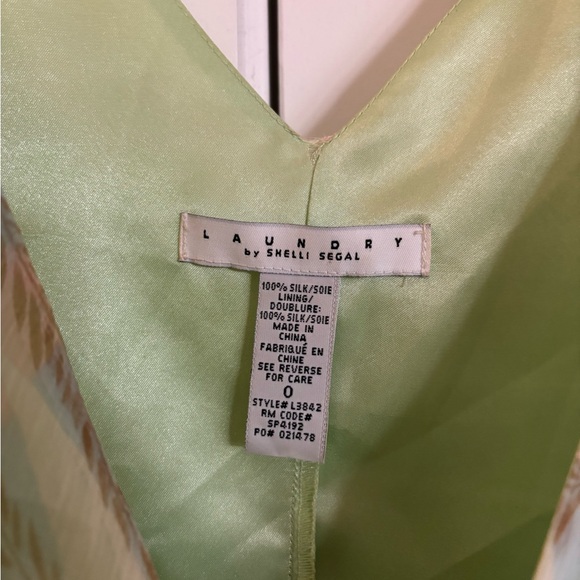 LAUNDRY
by SHELLI SEGAL
100% SILK/SOIE
LINING/
DOUBLURE:
100% SILK/SOIE
MADE IN
CHINA
FABRIQUÉ EN
CHINE
SEE REVERSE
FOR CARE
0
STYLE# L3842
RM CODE#
SP4192
PO# 021478